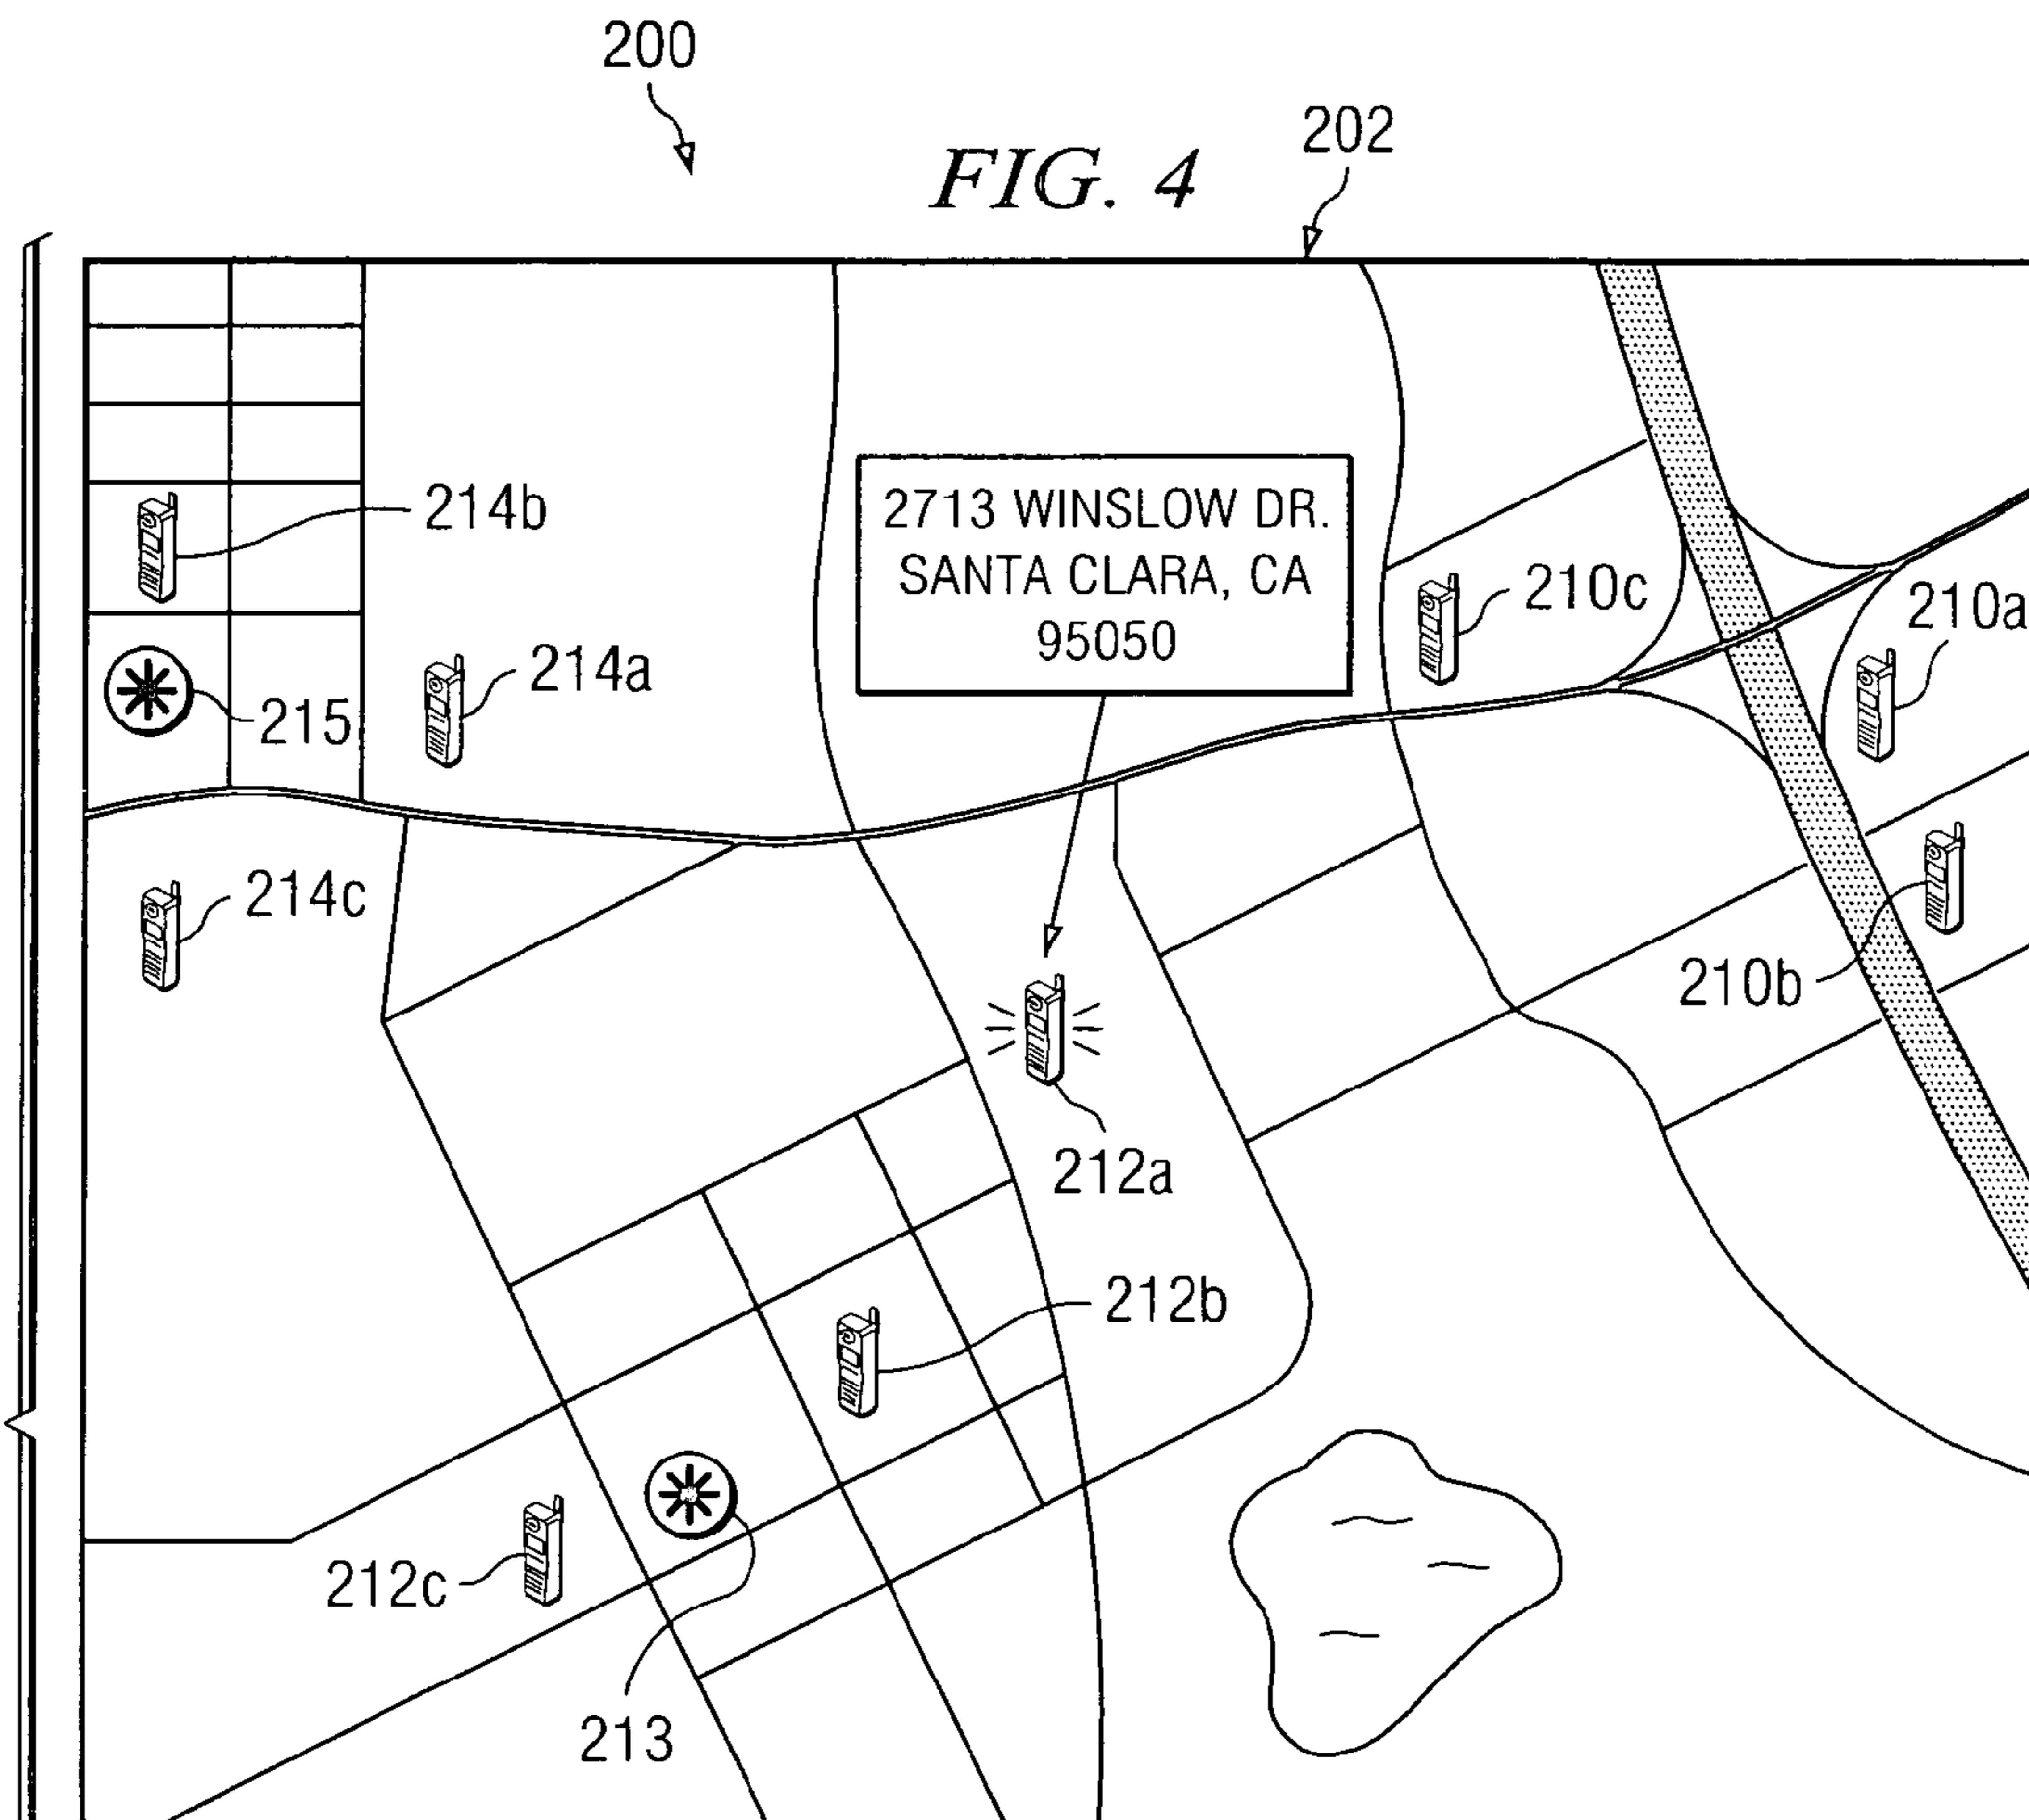 200
202
FIG. 4
2713 WINSLOW DR.
SANTA CLARA, CA
95050
214b
210c
210a
214a
215
214c
210b
212a
212b
212c
213